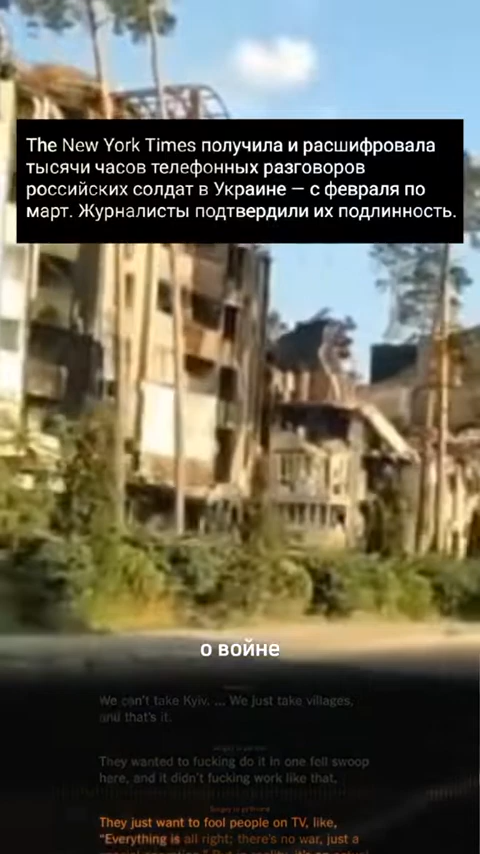 The New York Times получила и расшифровала
тысячи часов телефонных разговоров
российских солдат в Украине — с февраля по
март. Журналисты подтвердили их подлинность.
о войне
We can't take Kyiv. ... We just take villages,
and that's it.
They wanted to fucking do it in one fell swoop
here, and it didn't fucking work like that.
They just want to fool people on TV, like,
“Everything is all right; there's no war, just a